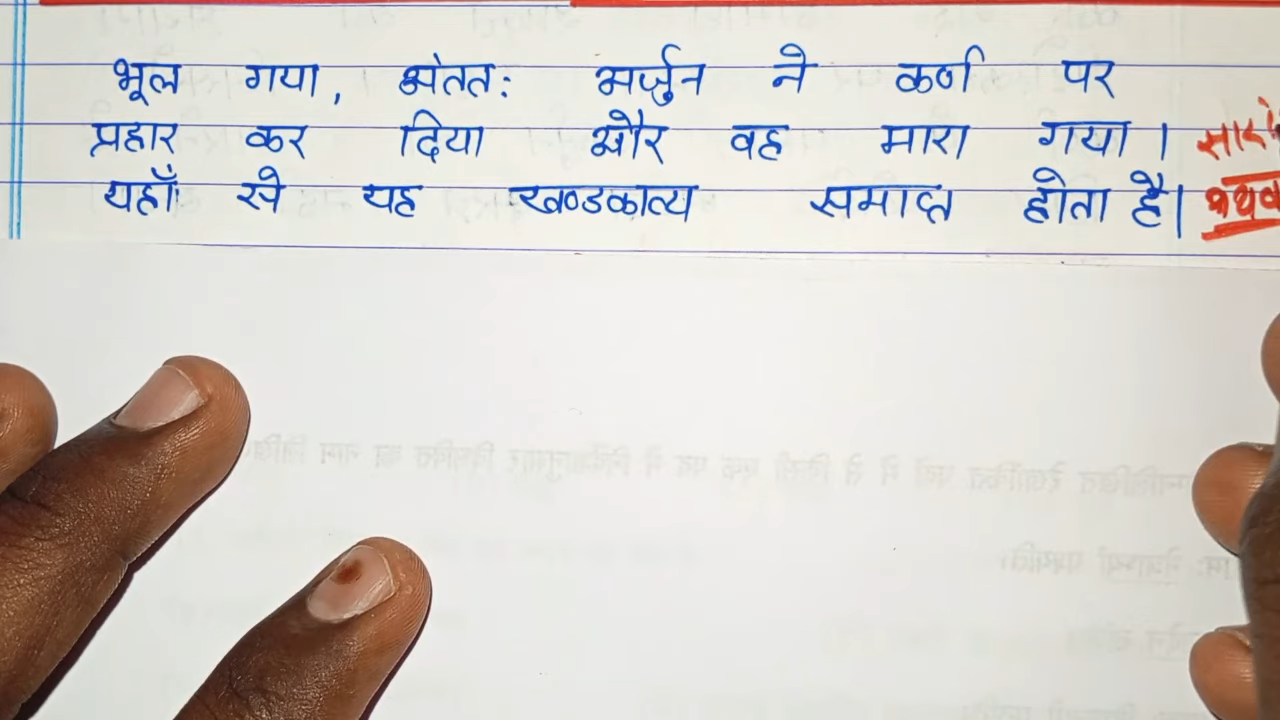 भूल गया, अंतत: अर्जुन ने कर्ण पर
प्रहार कर दिया और वह मारा गया ।
यहाँ से यह खण्डकाव्य समाप्त होता है।